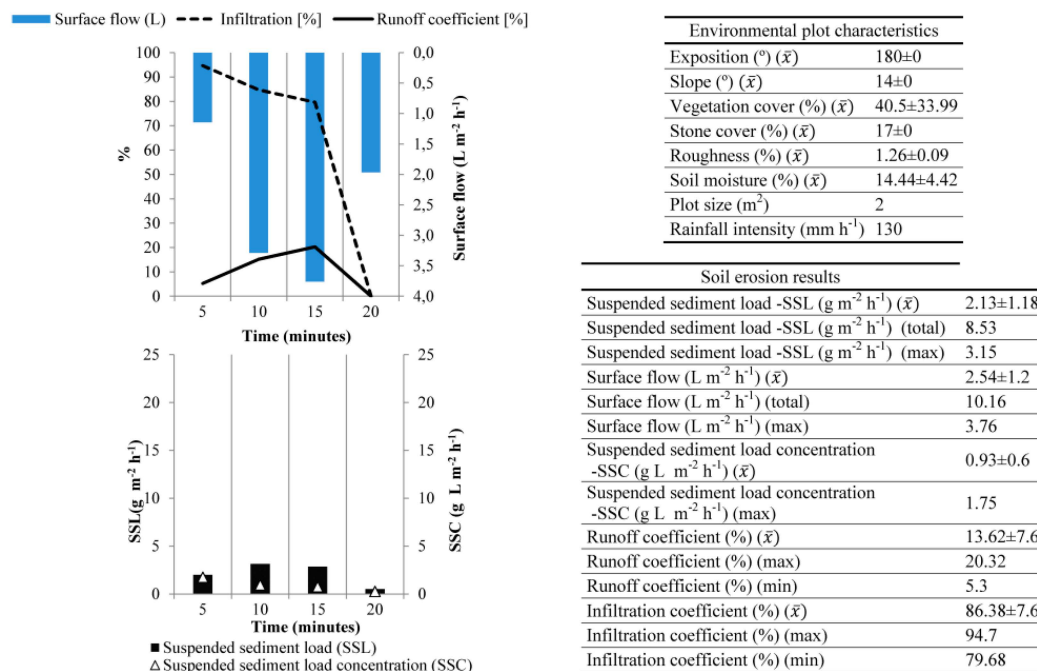 Surface flow (L) Infiltration [%] Runoff coefficient [%]
100
90
80
70
60
50
40
30
20
10
0
%
0,0
0,5
1,0
1,5
2,0
2,5
3,0
3,5
4,0
Surface flow (L m⁻² h⁻¹)
5 10 15 20
Time (minutes)
25
20
15
10
5
0
SSL(g m⁻² h⁻¹)
25
20
15
10
5
0
SSC (g L m⁻² h⁻¹)
5 10 15 20
Time (minutes)
Suspended sediment load (SSL)
Suspended sediment load concentration (SSC)
Environmental plot characteristics
Exposition (º) (x̄) 180±0
Slope (º) (x̄) 14±0
Vegetation cover (%) (x̄) 40.5±33.99
Stone cover (%) (x̄) 17±0
Roughness (%) (x̄) 1.26±0.09
Soil moisture (%) (x̄) 14.44±4.42
Plot size (m²) 2
Rainfall intensity (mm h⁻¹) 130
Soil erosion results
Suspended sediment load -SSL (g m⁻² h⁻¹) (x̄) 2.13±1.18
Suspended sediment load -SSL (g m⁻² h⁻¹) (total) 8.53
Suspended sediment load -SSL (g m⁻² h⁻¹) (max) 3.15
Surface flow (L m⁻² h⁻¹) (x̄) 2.54±1.2
Surface flow (L m⁻² h⁻¹) (total) 10.16
Surface flow (L m⁻² h⁻¹) (max) 3.76
Suspended sediment load concentration
-SSC (g L m⁻² h⁻¹) (x̄) 0.93±0.6
Suspended sediment load concentration
-SSC (g L m⁻² h⁻¹) (max) 1.75
Runoff coefficient (%) (x̄) 13.62±7.6
Runoff coefficient (%) (max) 20.32
Runoff coefficient (%) (min) 5.3
Infiltration coefficient (%) (x̄) 86.38±7.6
Infiltration coefficient (%) (max) 94.7
Infiltration coefficient (%) (min) 79.68